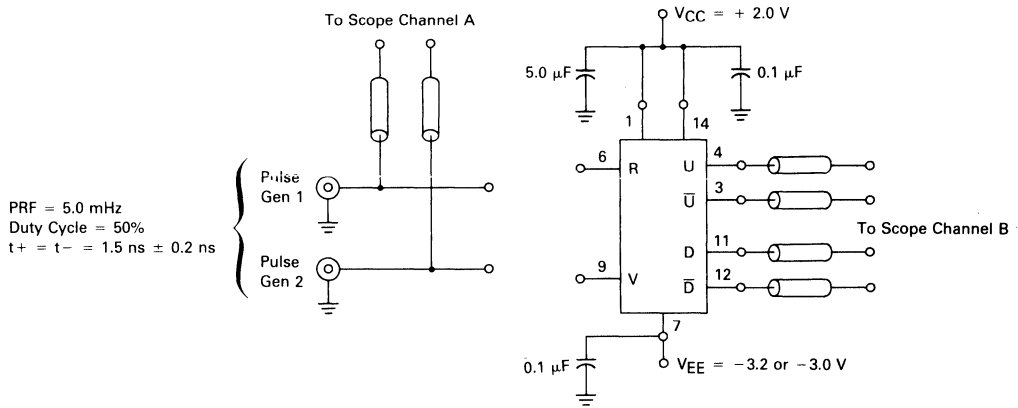 To Scope Channel A
VCC = + 2.0 V
5.0 µF
0.1 µF
1
14
6
R
U
4
U̅
3
Pulse
Gen 1
PRF = 5.0 mHz
Duty Cycle = 50%
t+ = t− = 1.5 ns ± 0.2 ns
To Scope Channel B
D
11
Pulse
Gen 2
9
V
D̅
12
7
0.1 µF
VEE = −3.2 or −3.0 V